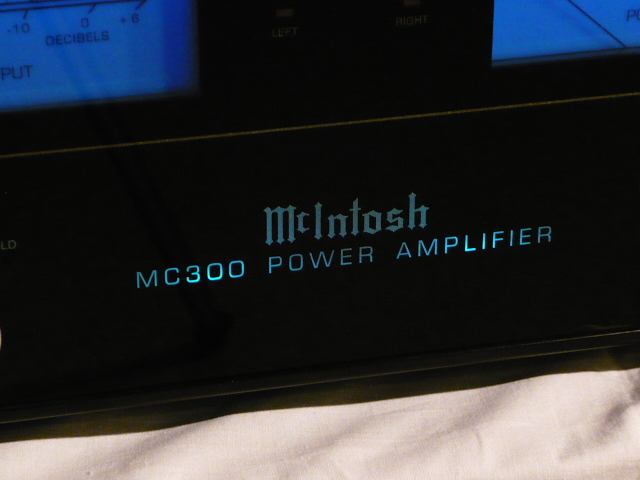 -10 0 +6
DECIBELS
LEFT
RIGHT
McIntosh
MC300 POWER AMPLIFIER